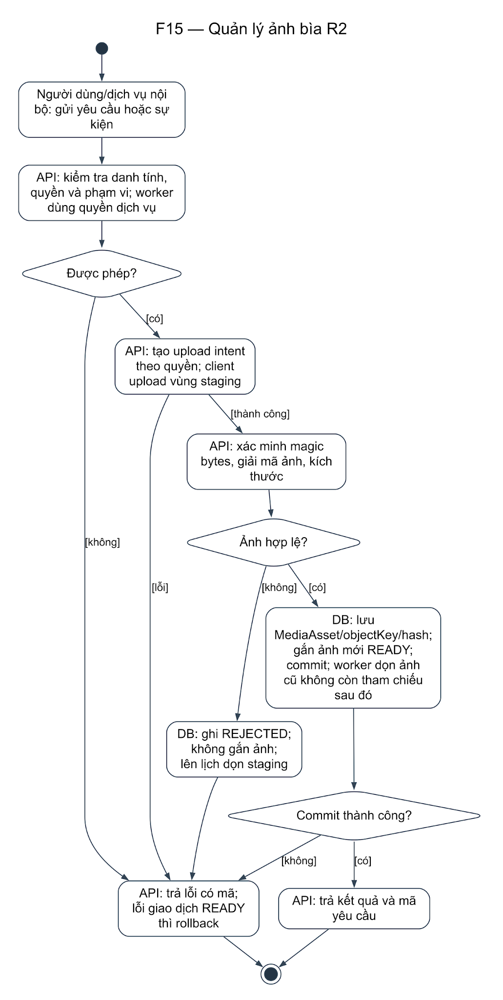 F15 — Quản lý ảnh bìa R2
Người dùng/dịch vụ nội
bộ: gửi yêu cầu hoặc sự
kiện
API: kiểm tra danh tính,
quyền và phạm vi; worker
dùng quyền dịch vụ
Được phép?
[có]
API: tạo upload intent
theo quyền; client
upload vùng staging
[thành công]
API: xác minh magic
bytes, giải mã ảnh, kích
thước
[không]
Ảnh hợp lệ?
[lỗi]
[không]
[có]
DB: lưu
MediaAsset/objectKey/hash;
gắn ảnh mới READY;
commit; worker dọn ảnh
cũ không còn tham chiếu
sau đó
DB: ghi REJECTED;
không gắn ảnh;
lên lịch dọn staging
Commit thành công?
[không]
[có]
API: trả lỗi có mã;
lỗi giao dịch READY
thì rollback
API: trả kết quả và mã
yêu cầu